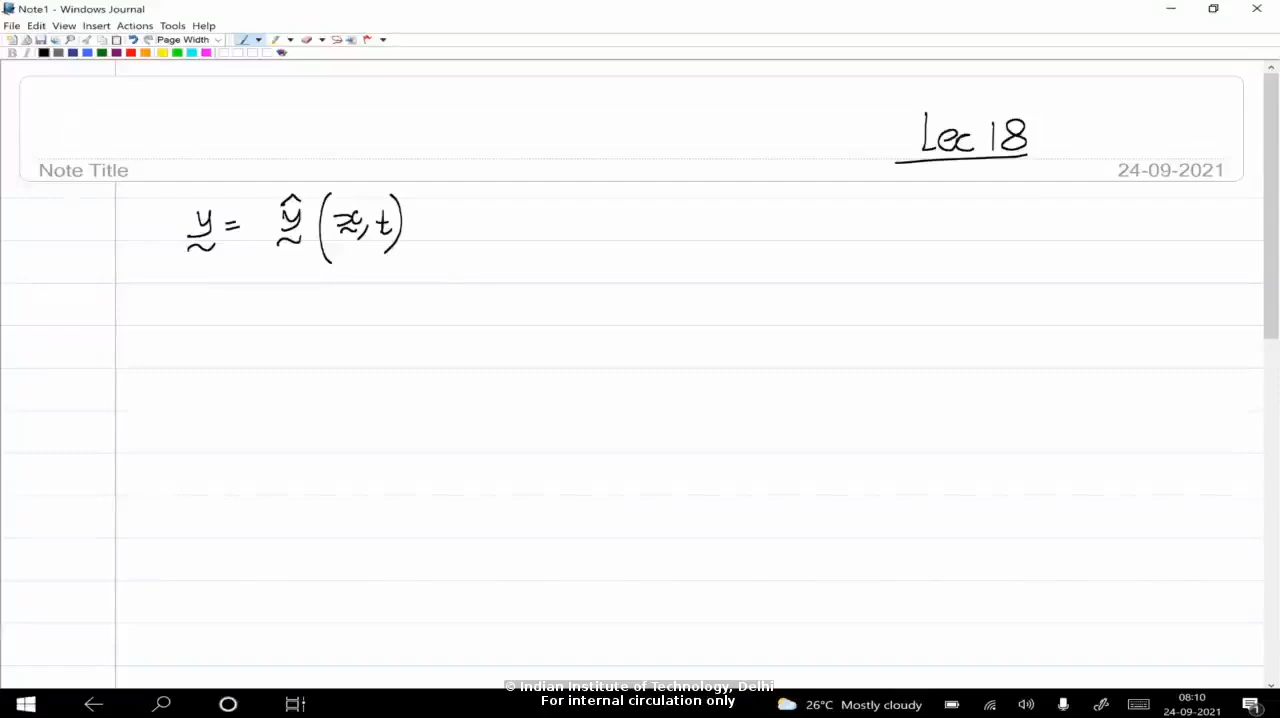 Note1 - Windows Journal
File Edit View Insert Actions Tools Help
Page Width
B I
Lec 18
Note Title
24-09-2021
y̰ = ŷ̰ (x̰, t)
© Indian Institute of Technology, Delhi
For internal circulation only
26°C Mostly cloudy
08:10
24-09-2021
1